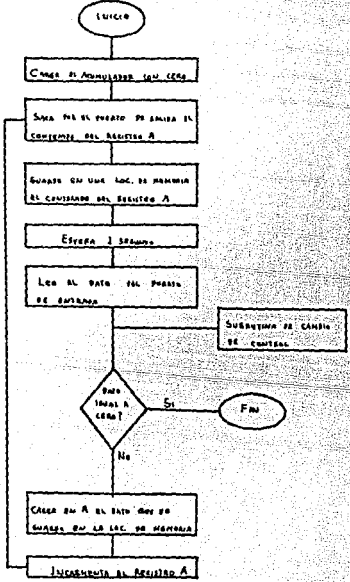 INICIO
CARGA EL ACUMULADOR CON CERO
SACA POR EL PUERTO DE SALIDA EL
CONTENIDO DEL REGISTRO A
GUARDA EN UNA LOC. DE MEMORIA
EL CONTENIDO DEL REGISTRO A
ESPERA 1 SEGUNDO
LEE EL DATO DEL PUERTO
DE ENTRADA
SUBRUTINA DE CAMBIO
DE CONTROL
DATO
IGUAL A
CERO?
SI
FIN
NO
CARGA EN A EL DATO QUE SE
GUARDO EN LA LOC. DE MEMORIA
INCREMENTA EL REGISTRO A